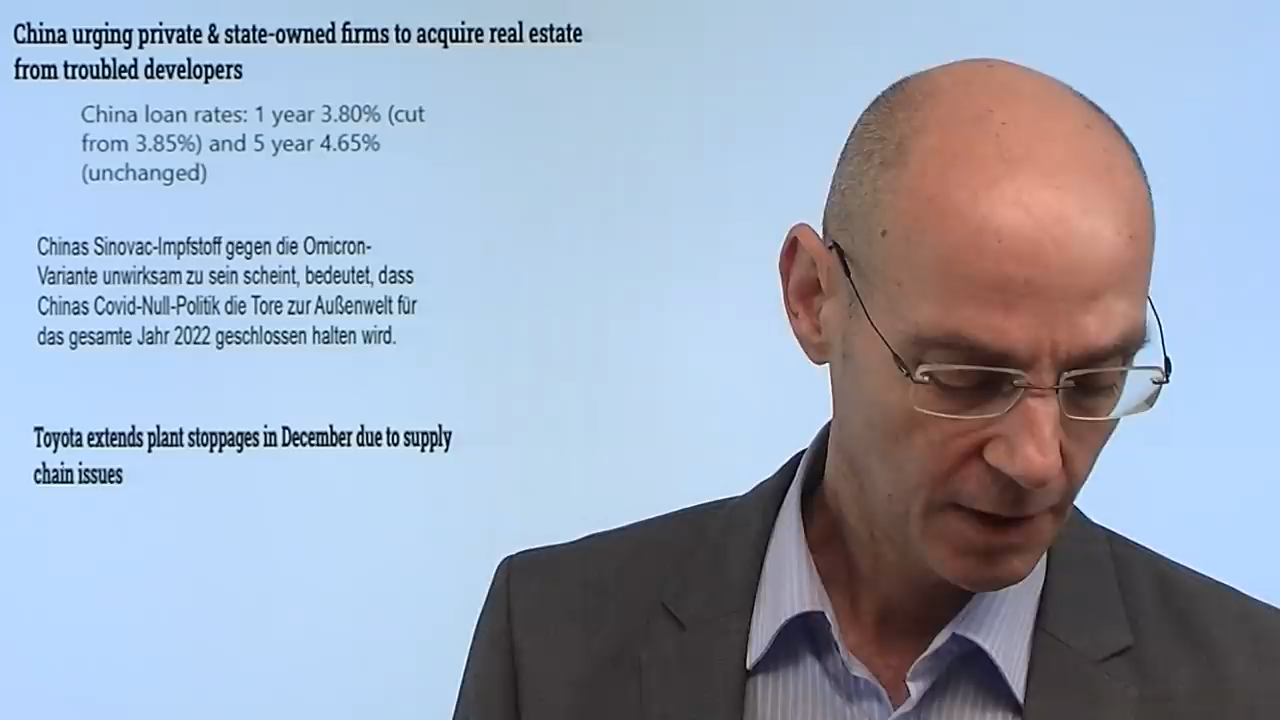 China urging private & state-owned firms to acquire real estate
from troubled developers
China loan rates: 1 year 3.80% (cut
from 3.85%) and 5 year 4.65%
(unchanged)
Chinas Sinovac-Impfstoff gegen die Omicron-
Variante unwirksam zu sein scheint, bedeutet, dass
Chinas Covid-Null-Politik die Tore zur Außenwelt für
das gesamte Jahr 2022 geschlossen halten wird.
Toyota extends plant stoppages in December due to supply
chain issues